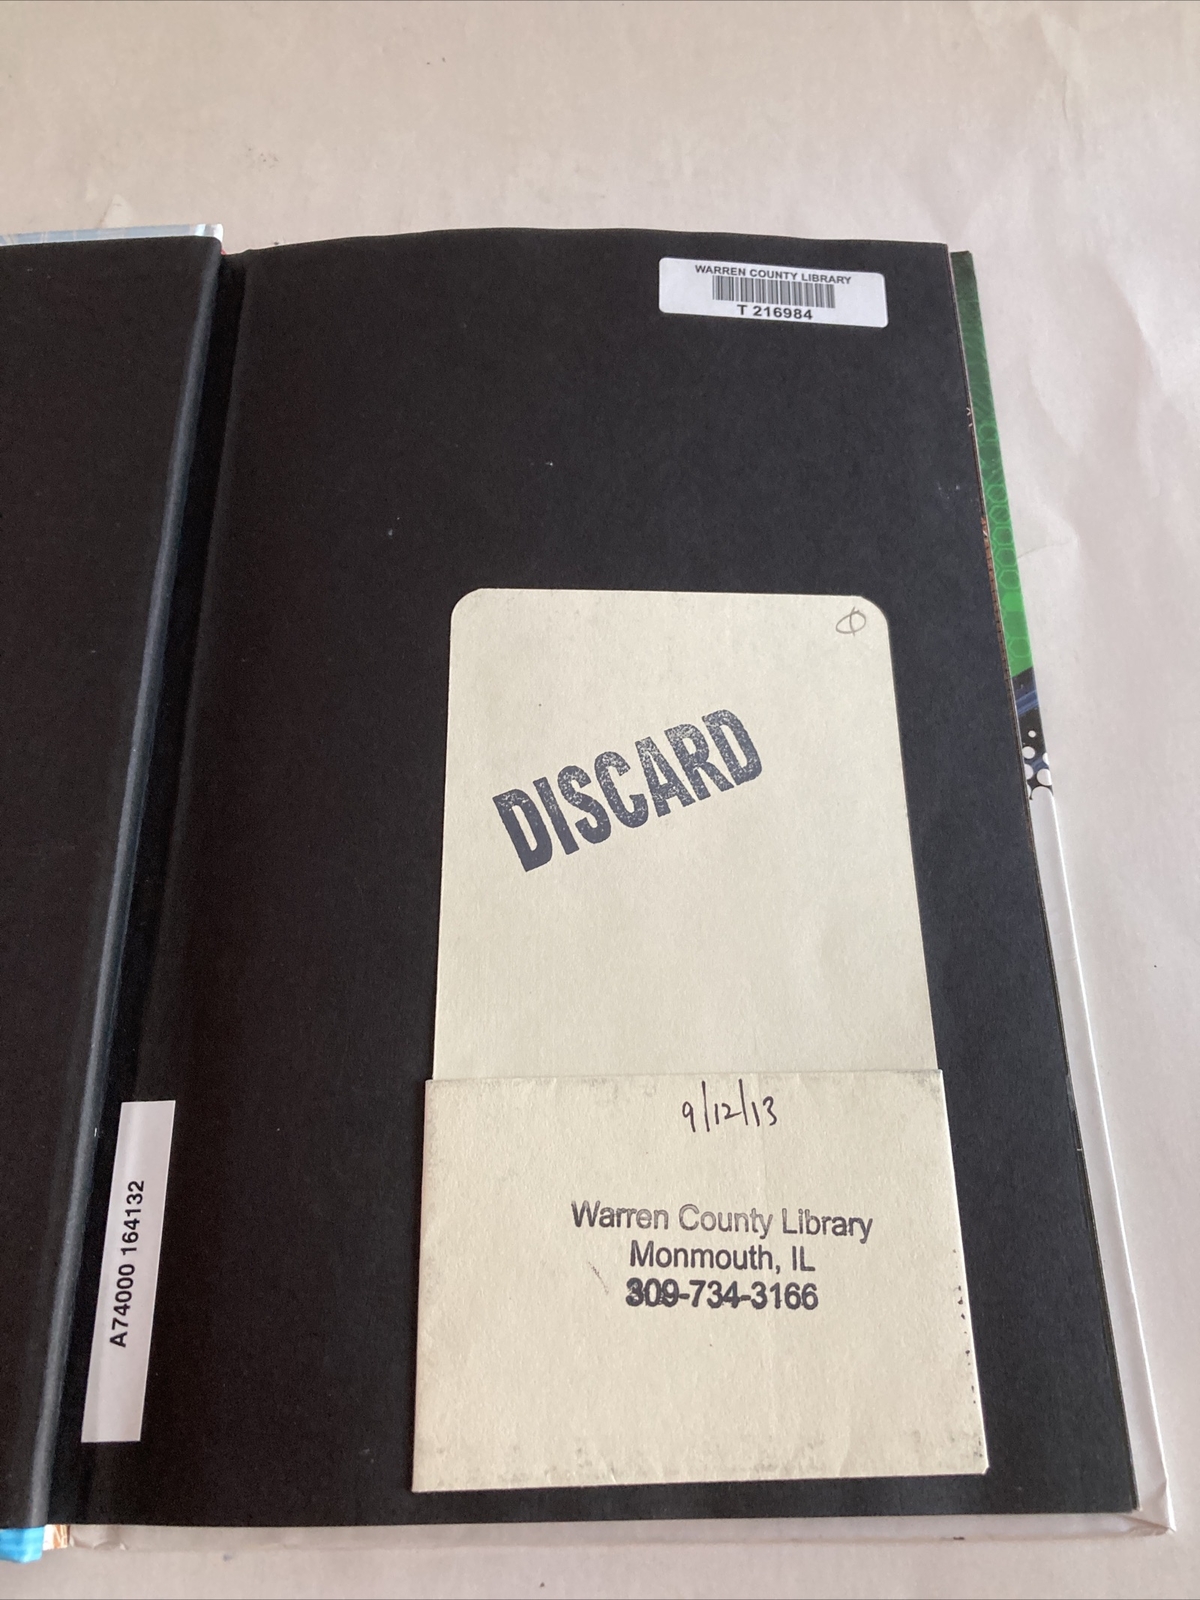 WARREN COUNTY LIBRARY
T 216984
DISCARD
9/12/13
Warren County Library
Monmouth, IL
309-734-3166
A74000 164132